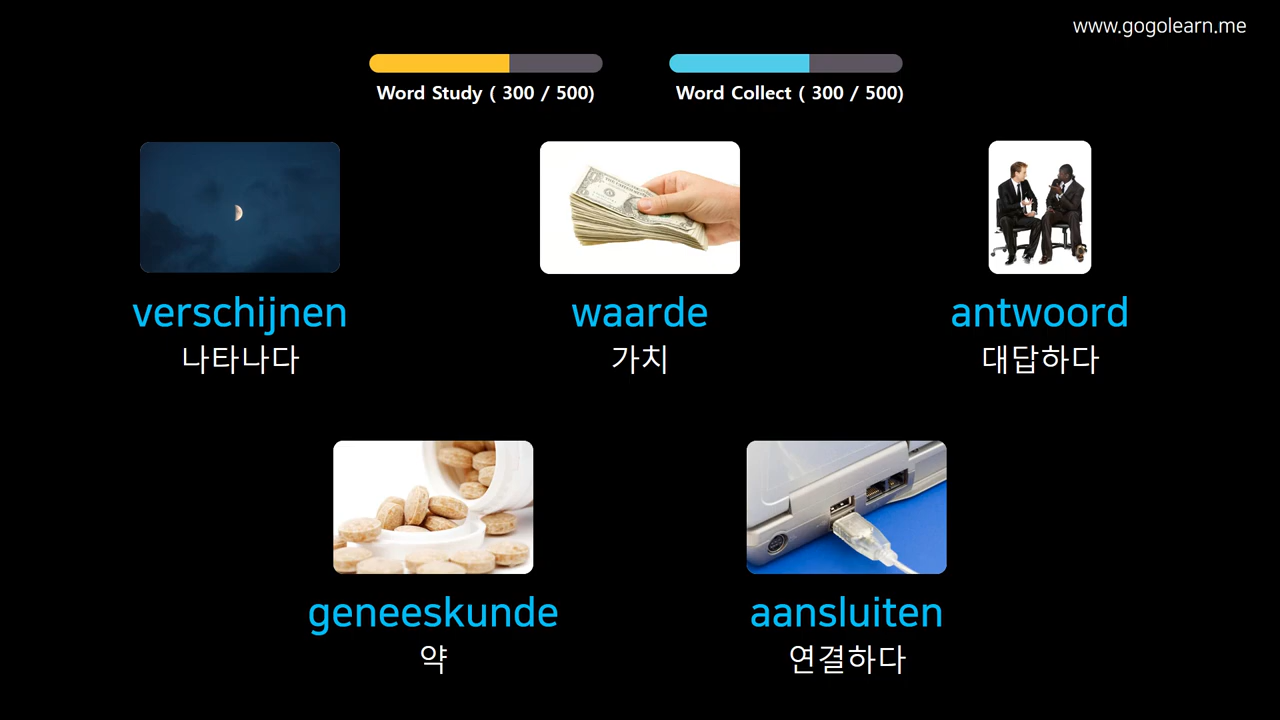 www.gogolearn.me
Word Study ( 300 / 500)
Word Collect ( 300 / 500)
verschijnen
나타나다
waarde
가치
antwoord
대답하다
geneeskunde
약
aansluiten
연결하다